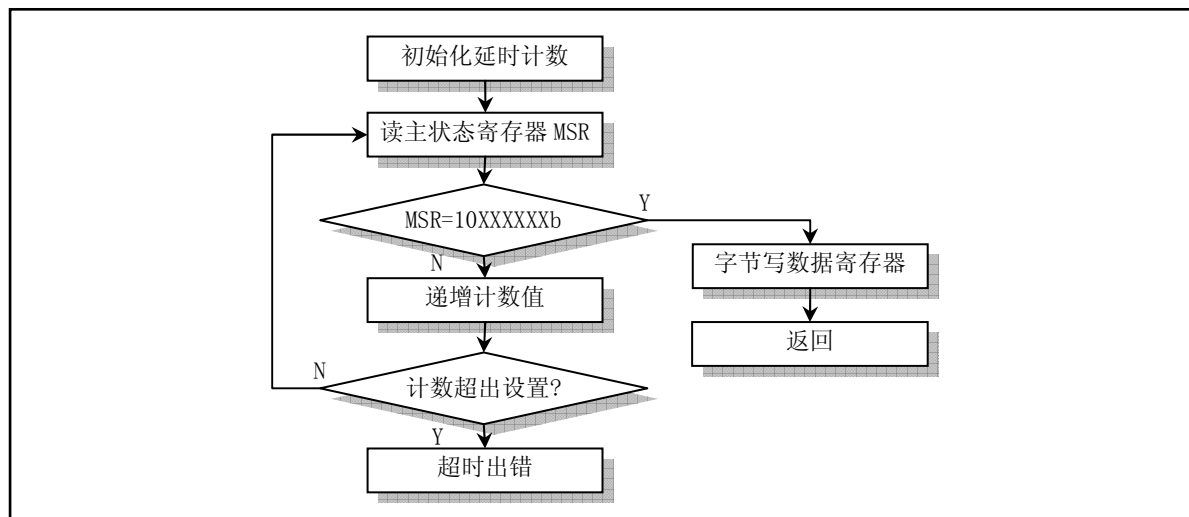 初始化延时计数
读主状态寄存器 MSR
MSR=10XXXXXXb
Y
N
字节写数据寄存器
递增计数值
返回
N
计数超出设置?
Y
超时出错